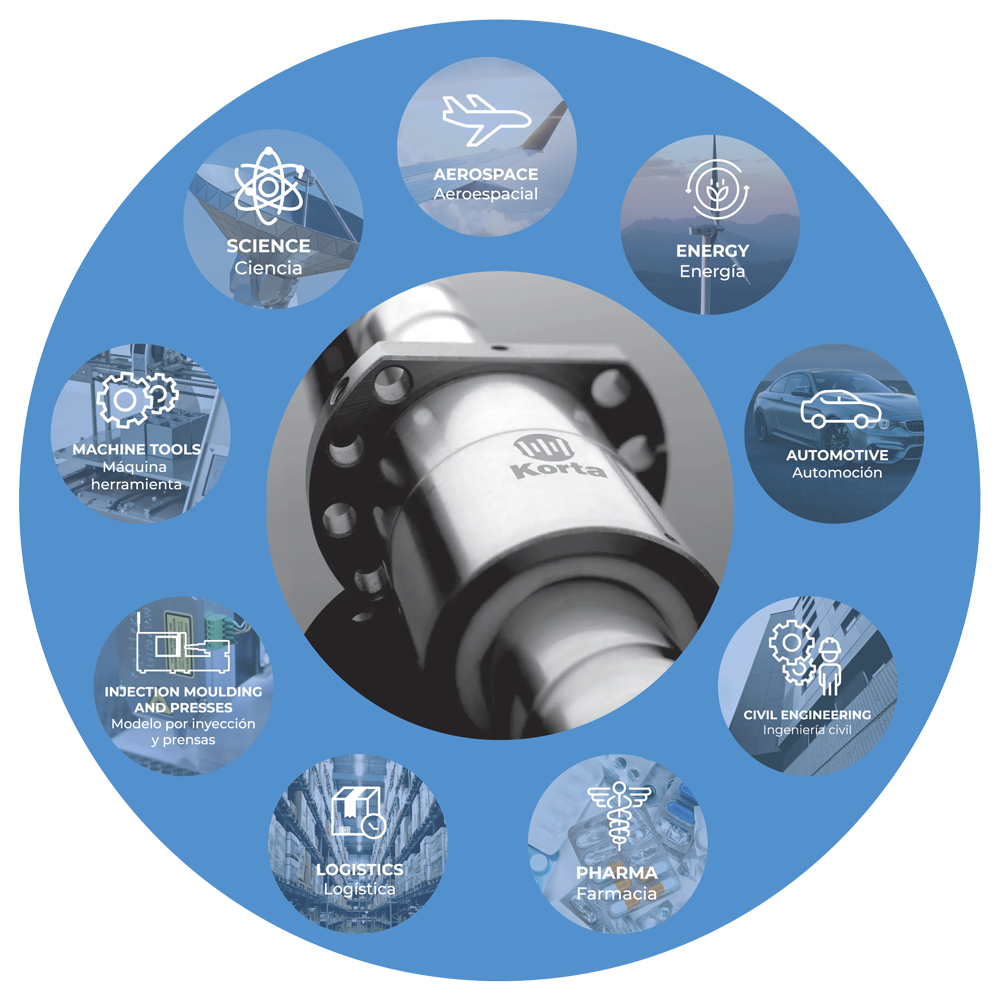 AEROSPACE
Aeroespacial
SCIENCE
Ciencia
ENERGY
Energía
MACHINE TOOLS
Máquina
herramienta
AUTOMOTIVE
Automoción
Korta
INJECTION MOULDING
AND PRESSES
Modelo por inyección
y prensas
CIVIL ENGINEERING
Ingeniería civil
LOGISTICS
Logística
PHARMA
Farmacia